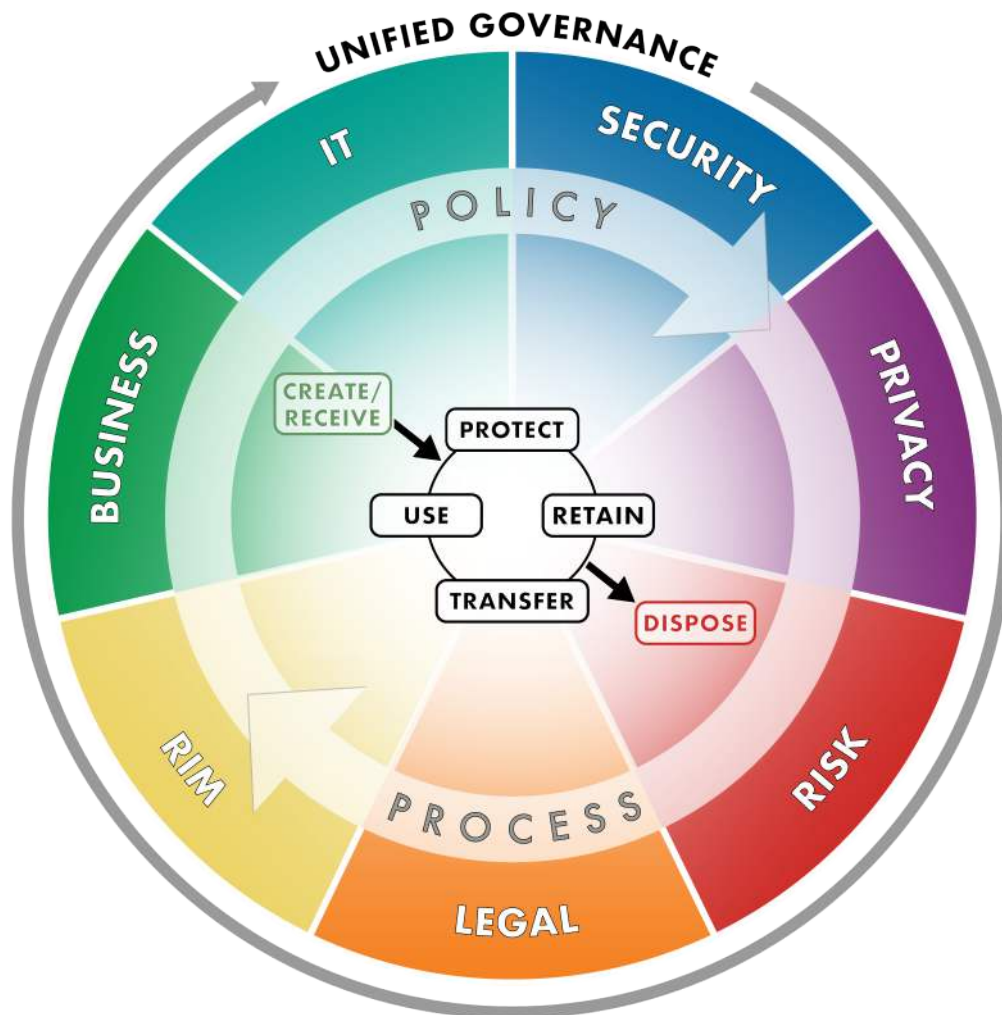 UNIFIED GOVERNANCE
IT
SECURITY
POLICY
BUSINESS
PRIVACY
CREATE/
RECEIVE
PROTECT
USE
RETAIN
TRANSFER
DISPOSE
RIM
RISK
PROCESS
LEGAL